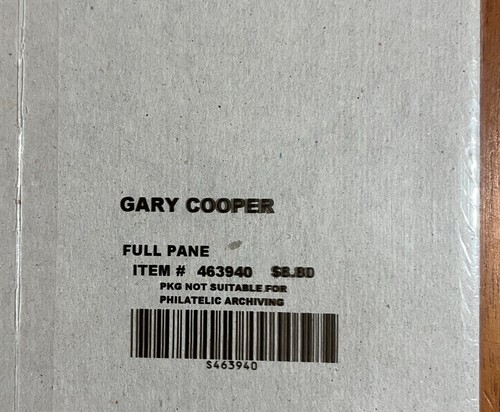 GARY COOPER
FULL PANE
ITEM # 463940 $8.80
PKG NOT SUITABLE FOR
PHILATELIC ARCHIVING
S463940